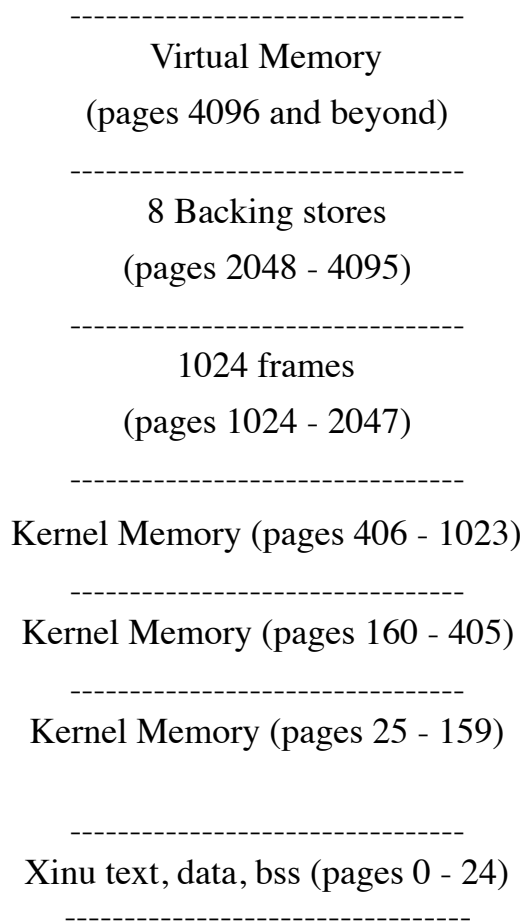 ---------------------------------
Virtual Memory
(pages 4096 and beyond)
---------------------------------
8 Backing stores
(pages 2048 - 4095)
---------------------------------
1024 frames
(pages 1024 - 2047)
---------------------------------
Kernel Memory (pages 406 - 1023)
---------------------------------
Kernel Memory (pages 160 - 405)
---------------------------------
Kernel Memory (pages 25 - 159)
---------------------------------
Xinu text, data, bss (pages 0 - 24)
----------------------------------